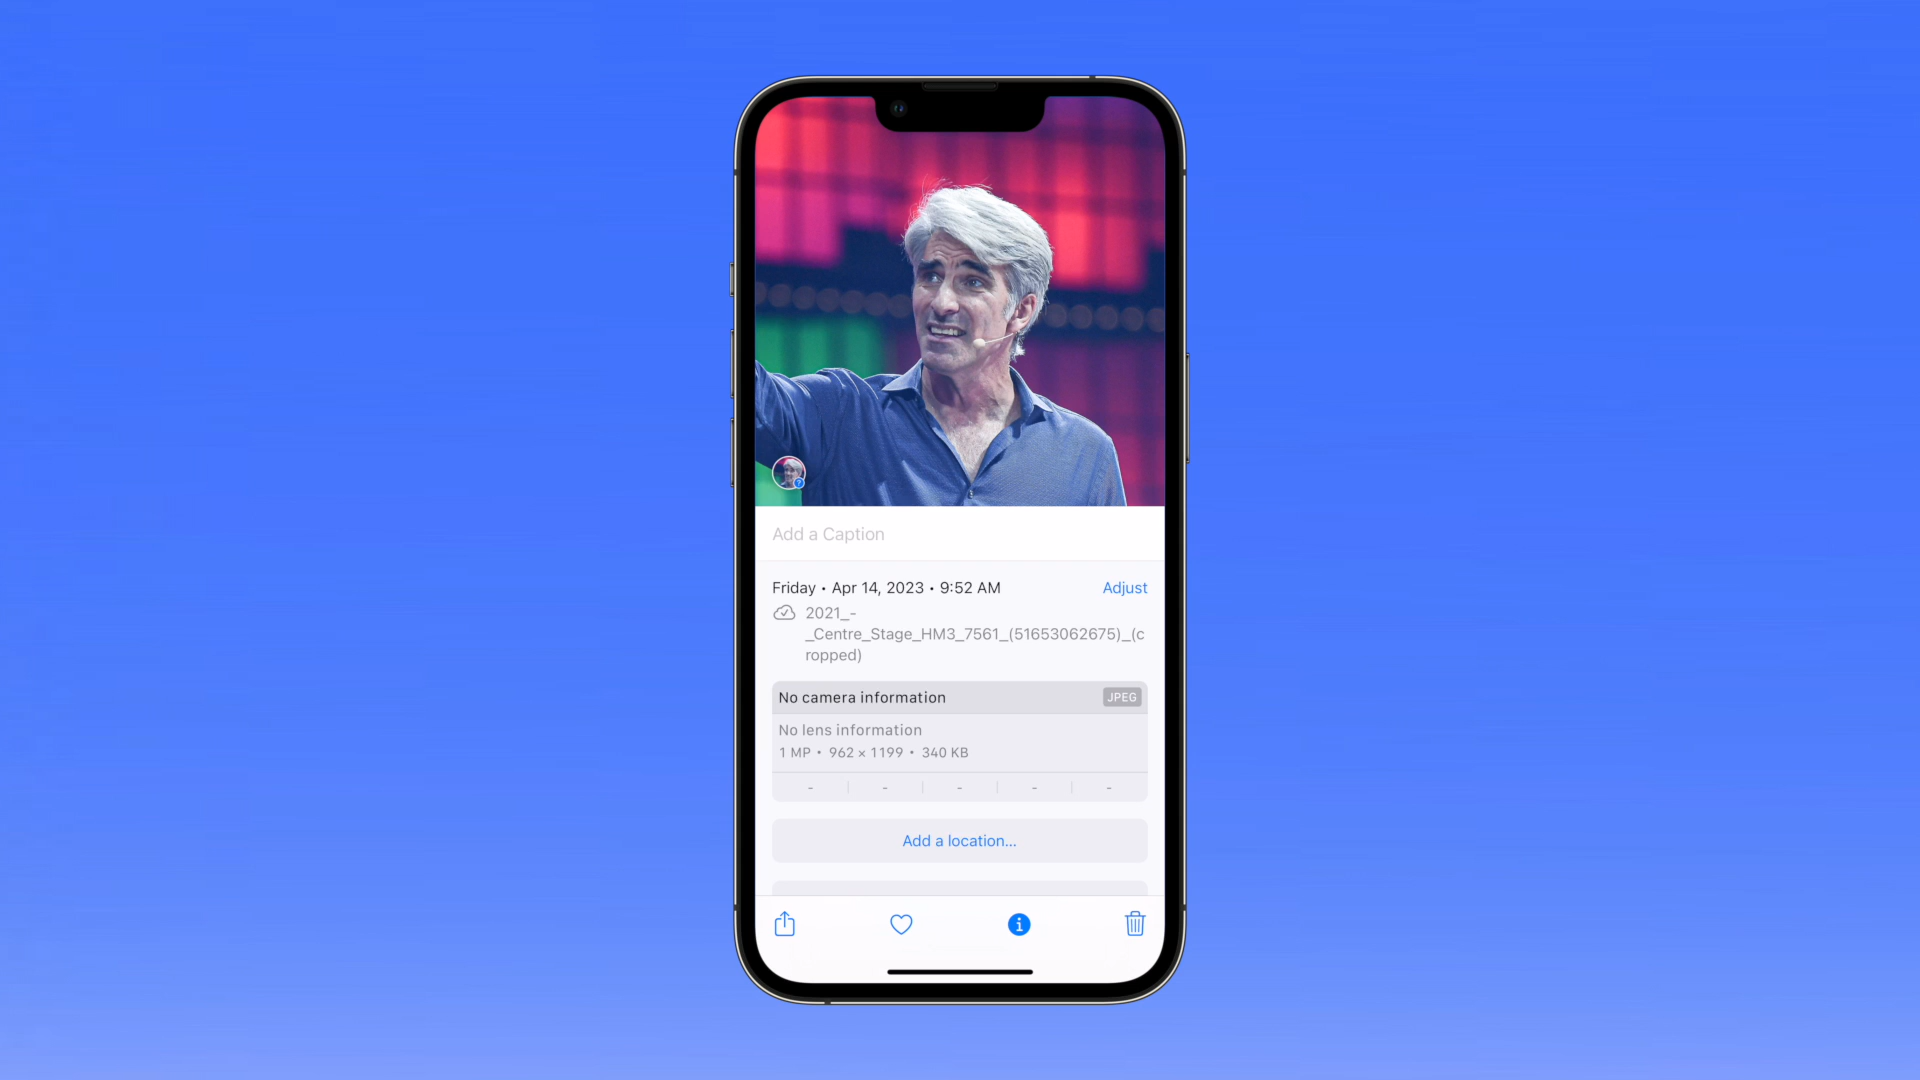 Add a Caption
Friday • Apr 14, 2023 • 9:52 AM
Adjust
2021_-
_Centre_Stage_HM3_7561_(51653062675)_(c
ropped)
No camera information
JPEG
No lens information
1 MP • 962 × 1199 • 340 KB
- - - - -
Add a location...